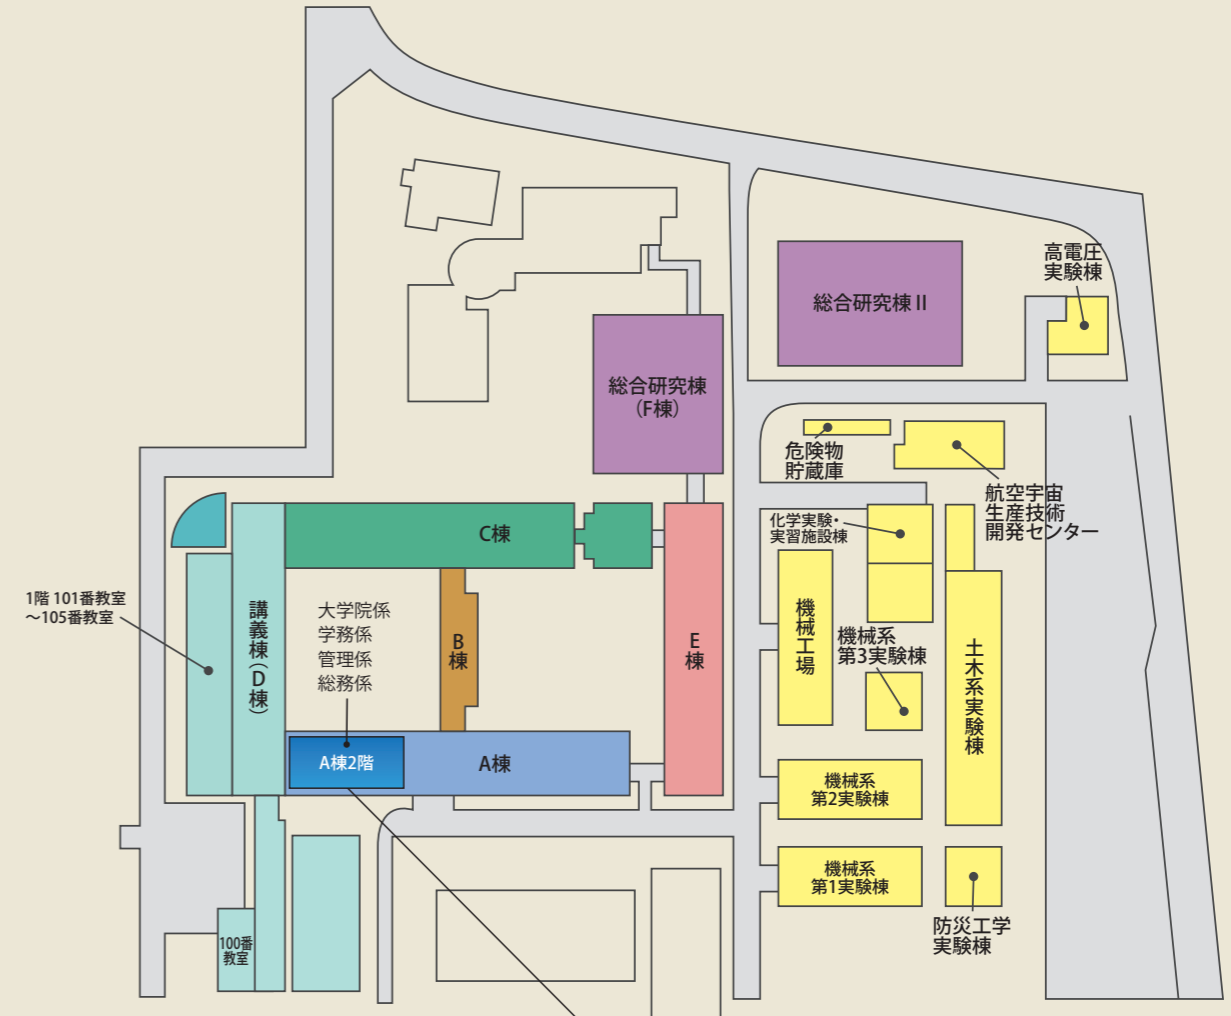 高電圧
実験棟
総合研究棟Ⅱ
総合研究棟
（F棟）
危険物
貯蔵庫
航空宇宙
生産技術
開発センター
化学実験・
実習施設棟
C棟
1階 101番教室
～105番教室
講義棟（D棟）
大学院係
学務係
管理係
総務係
B棟
E棟
機械工場
機械系
第3実験棟
土木系実験棟
A棟2階
A棟
機械系
第2実験棟
機械系
第1実験棟
防災工学
実験棟
100番
教室